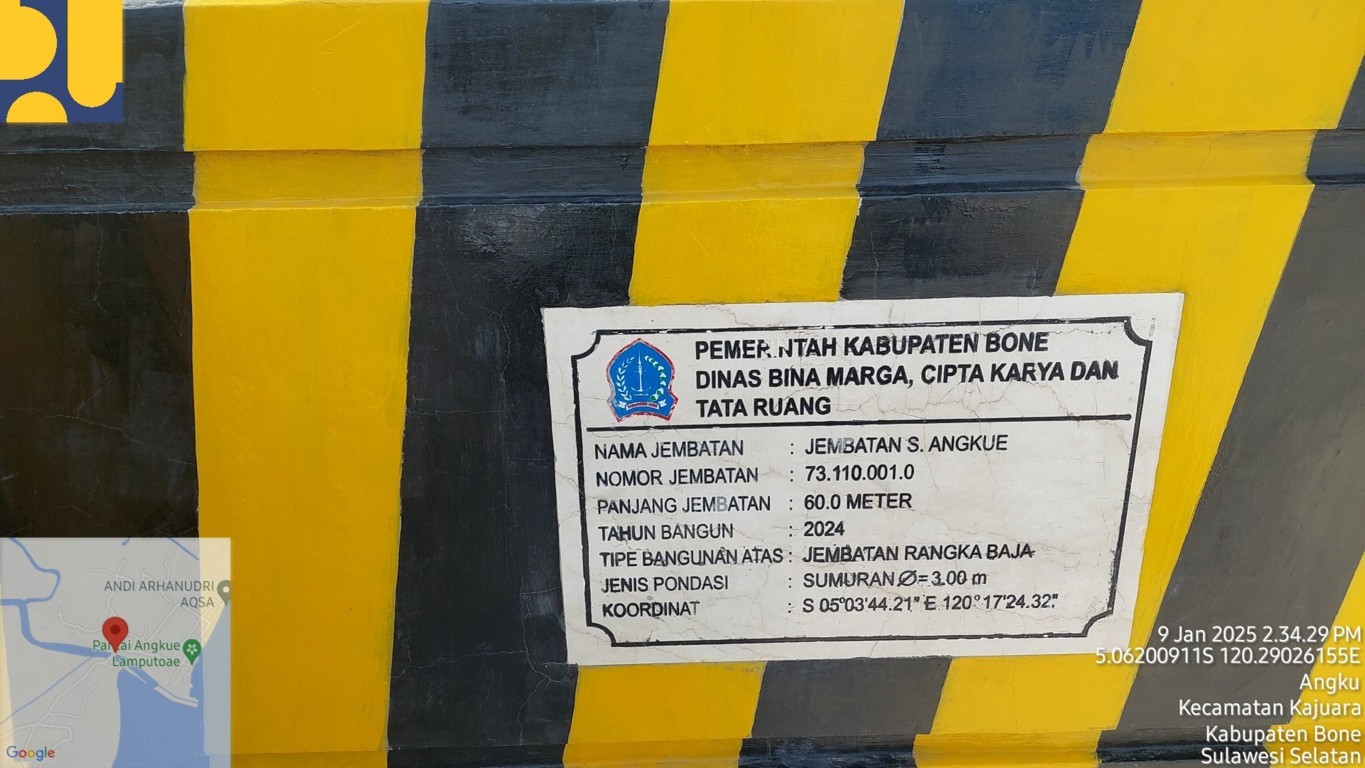 PEMERINTAH KABUPATEN BONE
DINAS BINA MARGA, CIPTA KARYA DAN
TATA RUANG
NAMA JEMBATAN : JEMBATAN S. ANGKUE
NOMOR JEMBATAN : 73.110.001.0
PANJANG JEMBATAN : 60.0 METER
TAHUN BANGUN : 2024
TIPE BANGUNAN ATAS : JEMBATAN RANGKA BAJA
JENIS PONDASI : SUMURAN Ø= 3.00 m
KOORDINAT : S 05°03'44.21" E 120°17'24.32"
ANDI ARHANUDRI
AQSA
Pantai Angkue
Lamputoae
Google
9 Jan 2025 2.34.29 PM
5.06200911S 120.29026155E
Angku
Kecamatan Kajuara
Kabupaten Bone
Sulawesi Selatan